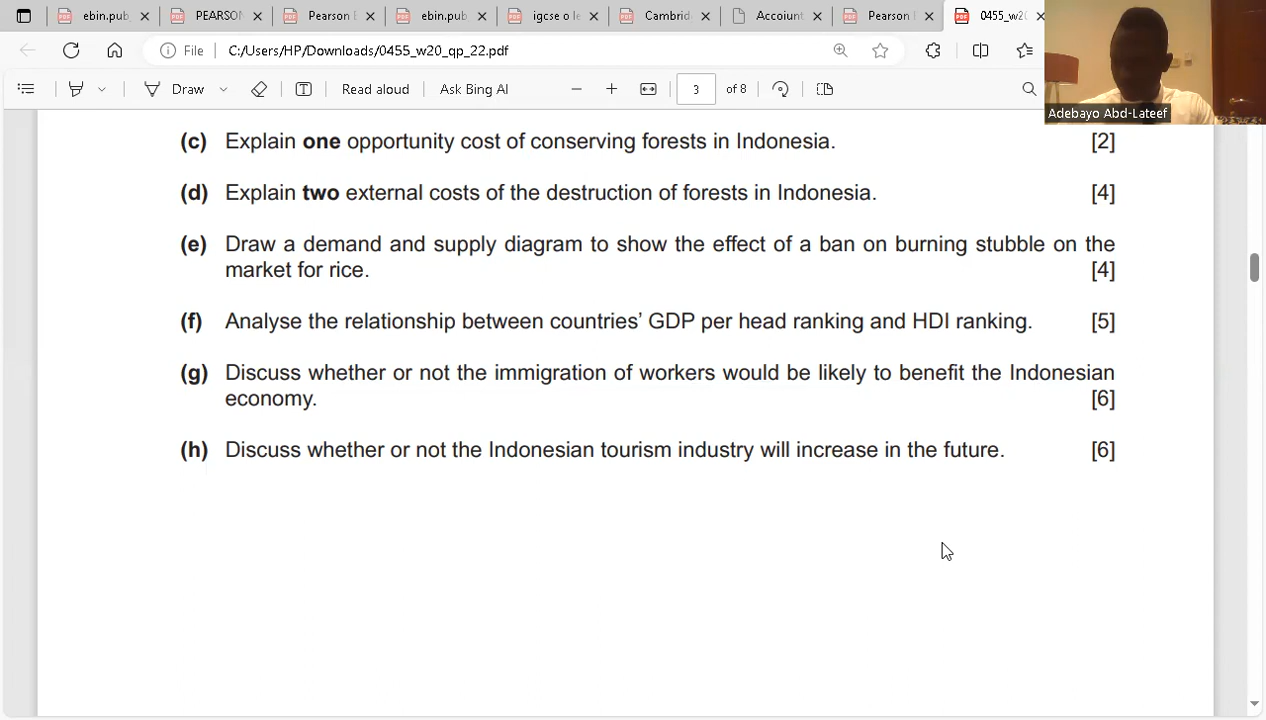 ebin.pub
PEARSON
Pearson E
ebin.pub
igcse o le
Cambrid
Account
Pearson
0455_w20
File C:/Users/HP/Downloads/0455_w20_qp_22.pdf
Draw Read aloud Ask Bing AI 3 of 8
Adebayo Abd-Lateef
(c) Explain one opportunity cost of conserving forests in Indonesia. [2]
(d) Explain two external costs of the destruction of forests in Indonesia. [4]
(e) Draw a demand and supply diagram to show the effect of a ban on burning stubble on the
market for rice. [4]
(f) Analyse the relationship between countries’ GDP per head ranking and HDI ranking. [5]
(g) Discuss whether or not the immigration of workers would be likely to benefit the Indonesian
economy. [6]
(h) Discuss whether or not the Indonesian tourism industry will increase in the future. [6]